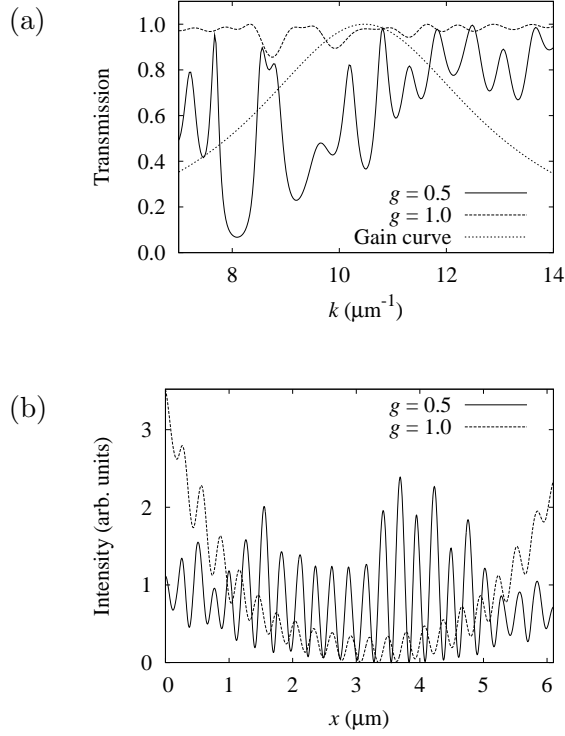 (a)
Transmission
1.0
0.8
0.6
0.4
0.2
0.0
g = 0.5
g = 1.0
Gain curve
8 10 12 14
k (μm-1)
(b)
Intensity (arb. units)
3
2
1
0
g = 0.5
g = 1.0
0 1 2 3 4 5 6
x (μm)